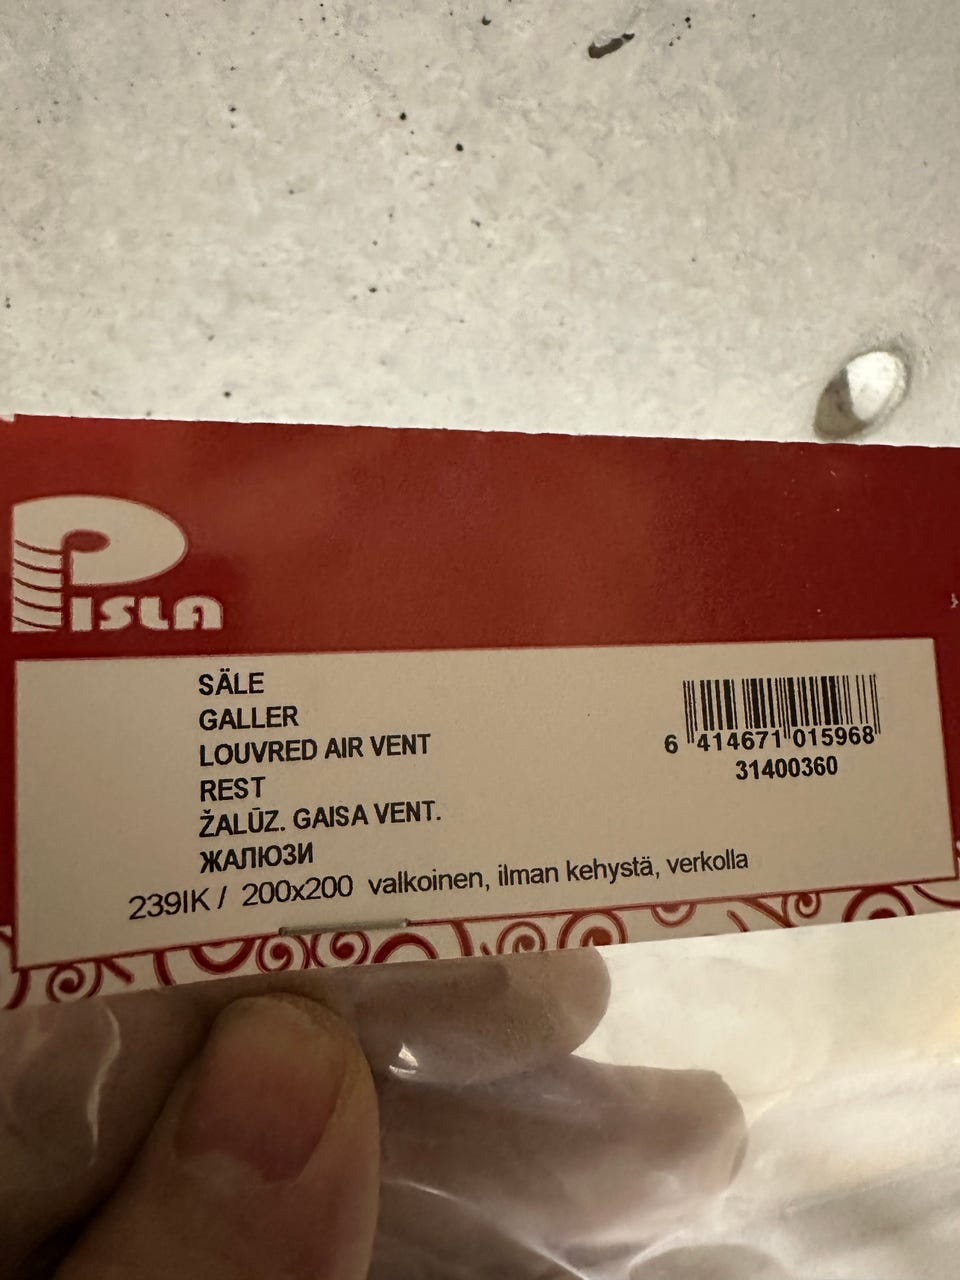 PISLA
SÄLE
GALLER
LOUVRED AIR VENT
REST
ŽALŪZ. GAISA VENT.
ЖАЛЮЗИ
239IK / 200x200 valkoinen, ilman kehystä, verkolla
6 414671 015968
31400360